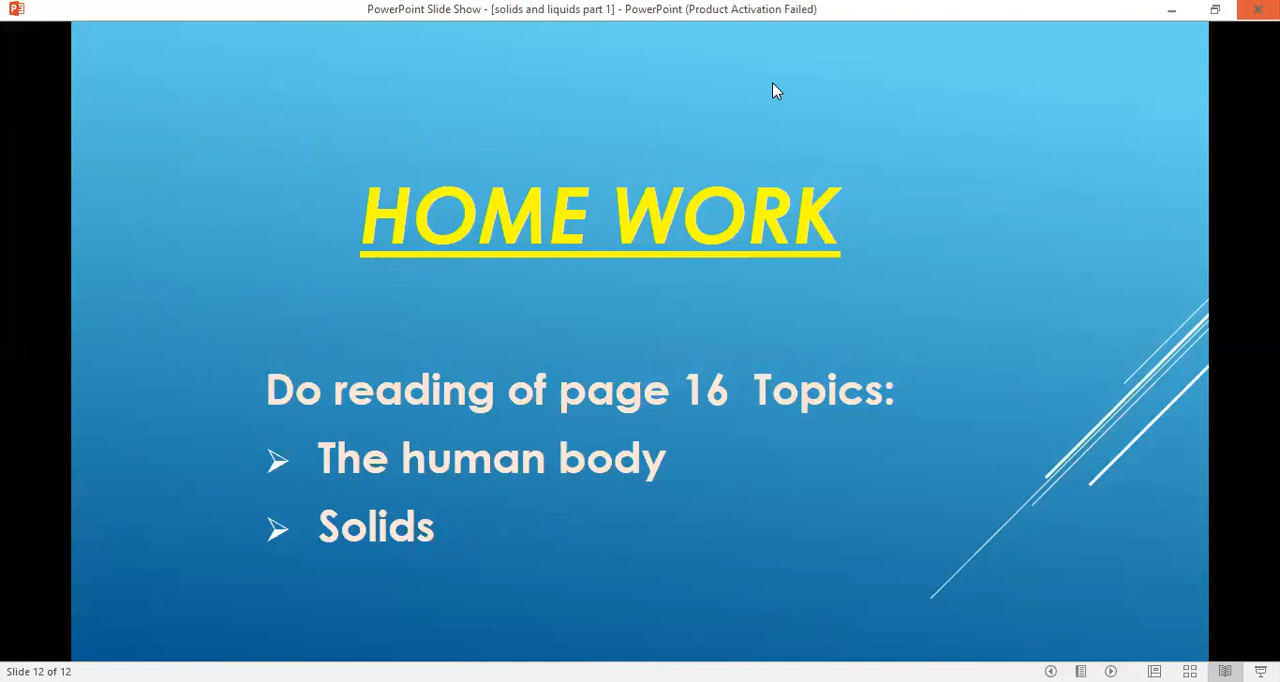 PowerPoint Slide Show - [solids and liquids part 1] - PowerPoint (Product Activation Failed)
HOME WORK
Do reading of page 16 Topics:
The human body
Solids
Slide 12 of 12